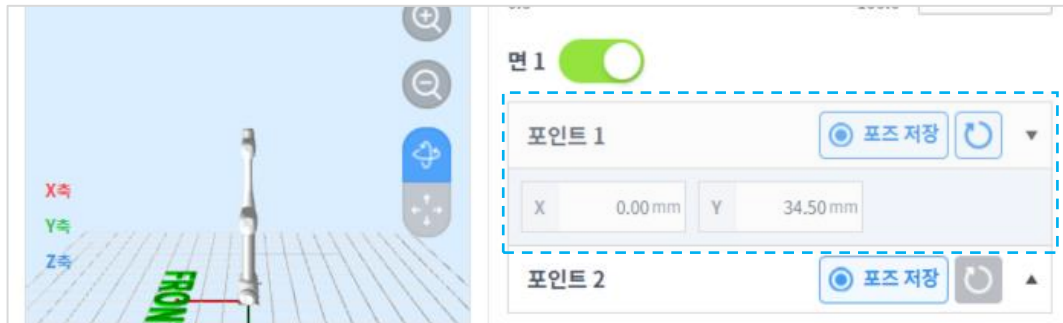 면 1
포인트 1 포즈 저장
X 0.00 mm Y 34.50 mm
포인트 2 포즈 저장
X축
Y축
Z축
FRON